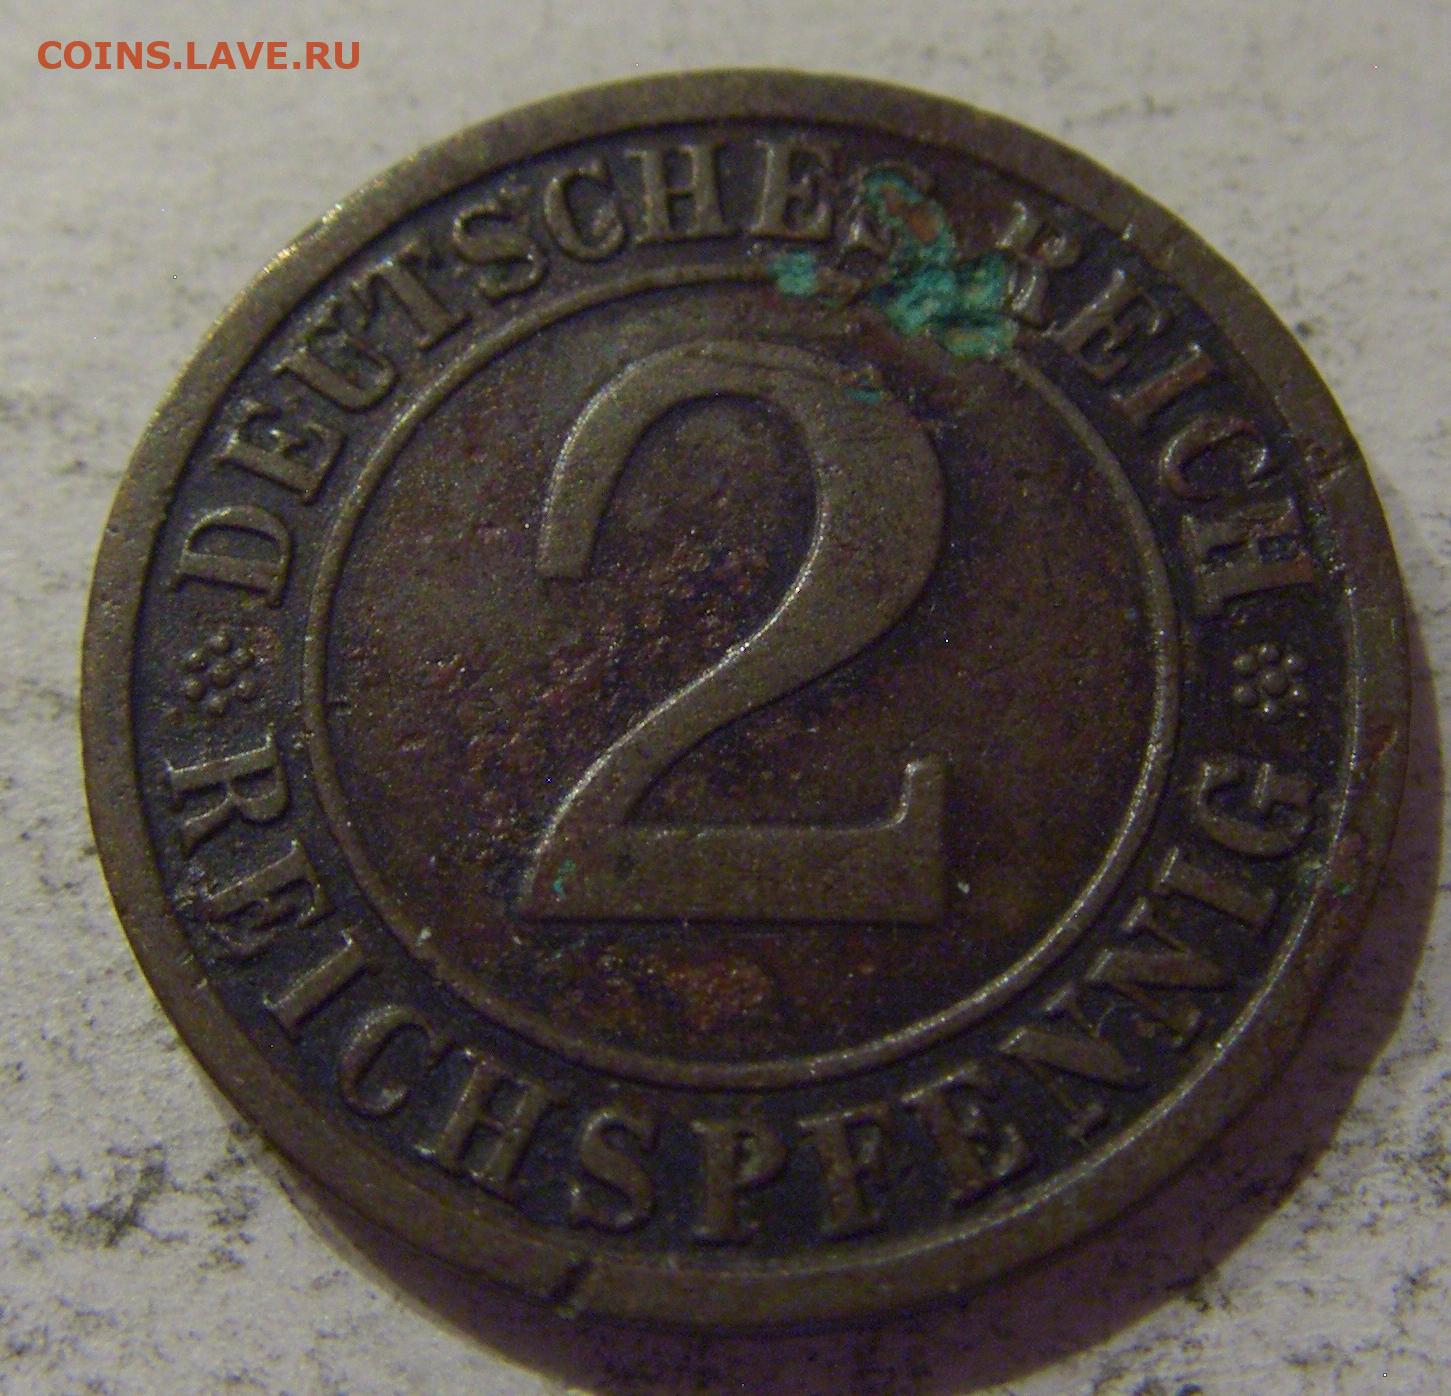 COINS.LAVE.RU
DEUTSCHES REICH
2
REICHSPFENNIG